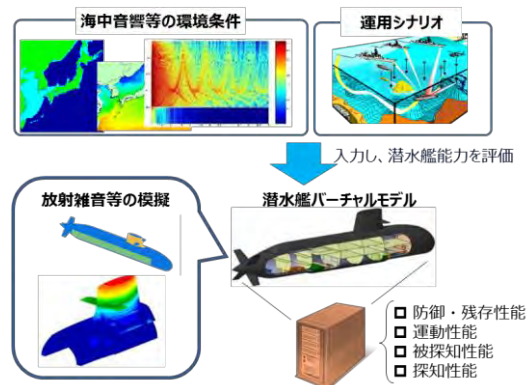 海中音響等の環境条件
運用シナリオ
入力し、潜水艦能力を評価
放射雑音等の模擬
潜水艦バーチャルモデル
防御・残存性能
運動性能
被探知性能
探知性能